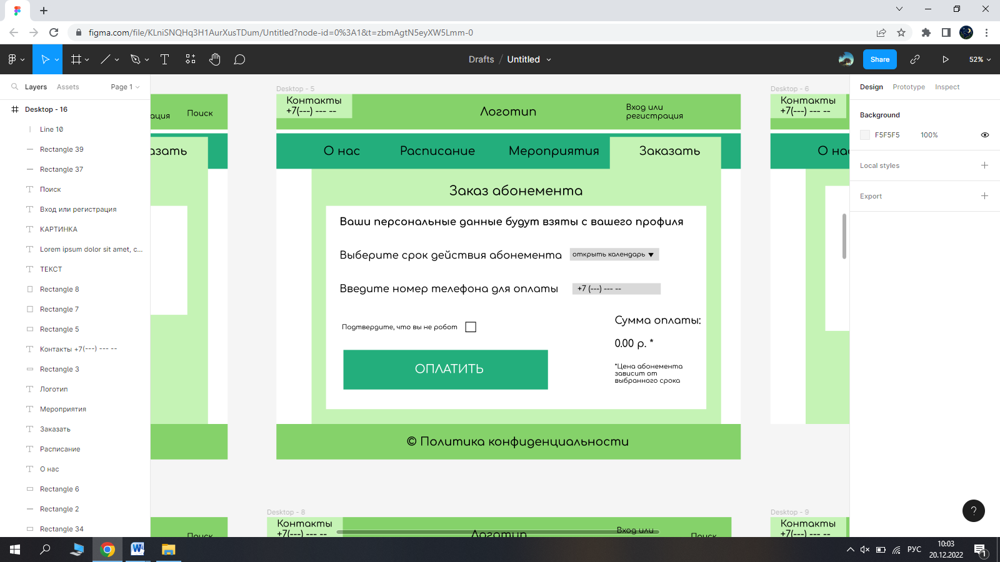 figma.com/file/KLniSNQHq3H1AurXusTDum/Untitled?node-id=0%3A1&t=zbmAgtN5eyXW5Lmm-0
Drafts / Untitled
Share
52%
Layers
Assets
Page 1
Desktop - 16
Line 10
Rectangle 39
Rectangle 37
Поиск
Вход или регистрация
КАРТИНКА
Lorem ipsum dolor sit amet, c...
ТЕКСТ
Rectangle 8
Rectangle 7
Rectangle 5
Контакты +7(---) --- --
Rectangle 3
Логотип
Мероприятия
Заказать
Расписание
О нас
Rectangle 6
Rectangle 2
Rectangle 34
ация
Поиск
азать
Поиск
Desktop - 5
Контакты
+7(---) --- --
Логотип
Вход или
регистрация
О нас
Расписание
Мероприятия
Заказать
Заказ абонемента
Ваши персональные данные будут взяты с вашего профиля
Выберите срок действия абонемента
открыть календарь ▼
Введите номер телефона для оплаты
+7 (---) --- --
Подтвердите, что вы не робот
Сумма оплаты:
0.00 р. *
*Цена абонемента
зависит от
выбранного срока
ОПЛАТИТЬ
© Политика конфиденциальности
Desktop - 6
Контакты
+7(---) --- --
О нас
Desktop - 8
Контакты
+7(---) --- --
Логотип
Вход или
Поиск
Desktop - 9
Контакты
+7(---) --- --
Design
Prototype
Inspect
Background
F5F5F5
100%
Local styles
Export
?
РУС
10:03
20.12.2022
1